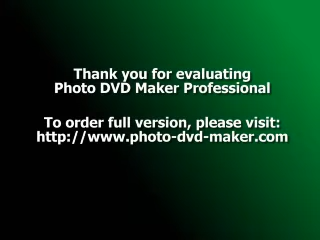 Thank you for evaluating
Photo DVD Maker Professional
To order full version, please visit:
http://www.photo-dvd-maker.com